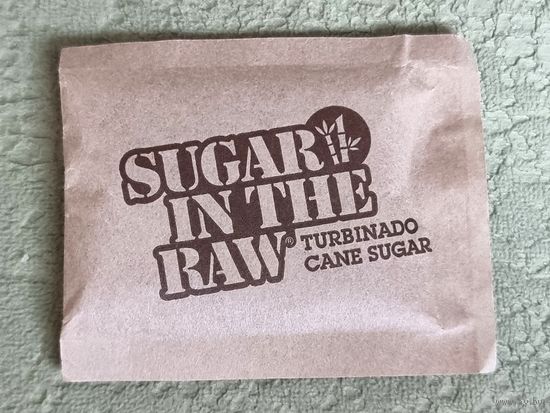 SUGAR
IN THE
RAW®
TURBINADO
CANE SUGAR